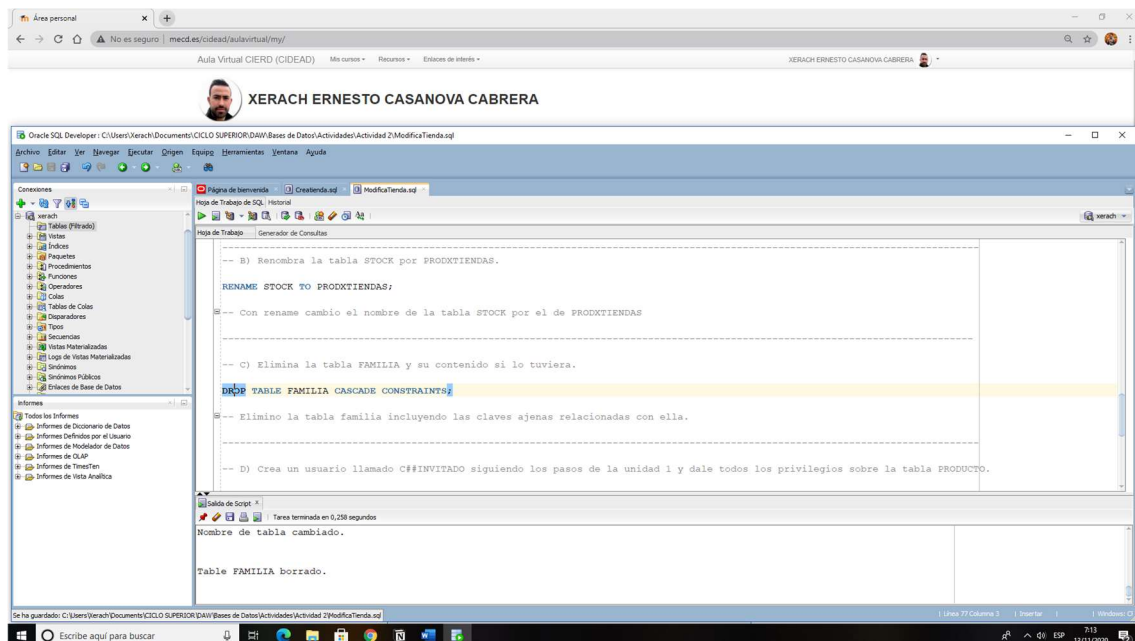 Área personal
No es seguro | mecd.es/cidead/aulavirtual/my/
Aula Virtual CIERD (CIDEAD) Mis cursos Recursos Enlaces de interés XERACH ERNESTO CASANOVA CABRERA
XERACH ERNESTO CASANOVA CABRERA
Oracle SQL Developer : C:\Users\Xerach\Documents\CICLO SUPERIOR\DAW\Bases de Datos\Actividades\Actividad 2\ModificaTienda.sql
Archivo Editar Ver Navegar Ejecutar Origen Equipo Herramientas Ventana Ayuda
Conexiones
xerach
Tablas (Filtrado)
Vistas
Índices
Paquetes
Procedimientos
Funciones
Operadores
Colas
Tablas de Colas
Disparadores
Tipos
Secuencias
Vistas Materializadas
Logs de Vistas Materializadas
Sinónimos
Sinónimos Públicos
Enlaces de Base de Datos
Informes
Todos los Informes
Informes de Diccionario de Datos
Informes Definidos por el Usuario
Informes de Modelador de Datos
Informes de OLAP
Informes de TimesTen
Informes de Vista Analítica
Página de bienvenida Creatienda.sql ModificaTienda.sql
Hoja de Trabajo de SQL Historial
xerach
Hoja de Trabajo Generador de Consultas
-- B) Renombra la tabla STOCK por PRODXTIENDAS.
RENAME STOCK TO PRODXTIENDAS;
-- Con rename cambio el nombre de la tabla STOCK por el de PRODXTIENDAS
-- C) Elimina la tabla FAMILIA y su contenido si lo tuviera.
DROP TABLE FAMILIA CASCADE CONSTRAINTS;
-- Elimino la tabla familia incluyendo las claves ajenas relacionadas con ella.
-- D) Crea un usuario llamado C##INVITADO siguiendo los pasos de la unidad 1 y dale todos los privilegios sobre la tabla PRODUCTO.
Salida de Script
Tarea terminada en 0,258 segundos
Nombre de tabla cambiado.
Table FAMILIA borrado.
Se ha guardado: C:\Users\Xerach\Documents\CICLO SUPERIOR\DAW\Bases de Datos\Actividades\Actividad 2\ModificaTienda.sql
Línea 77 Columna 3 | Insertar | Windows: C
Escribe aquí para buscar
ESP
7:13
13/11/2020